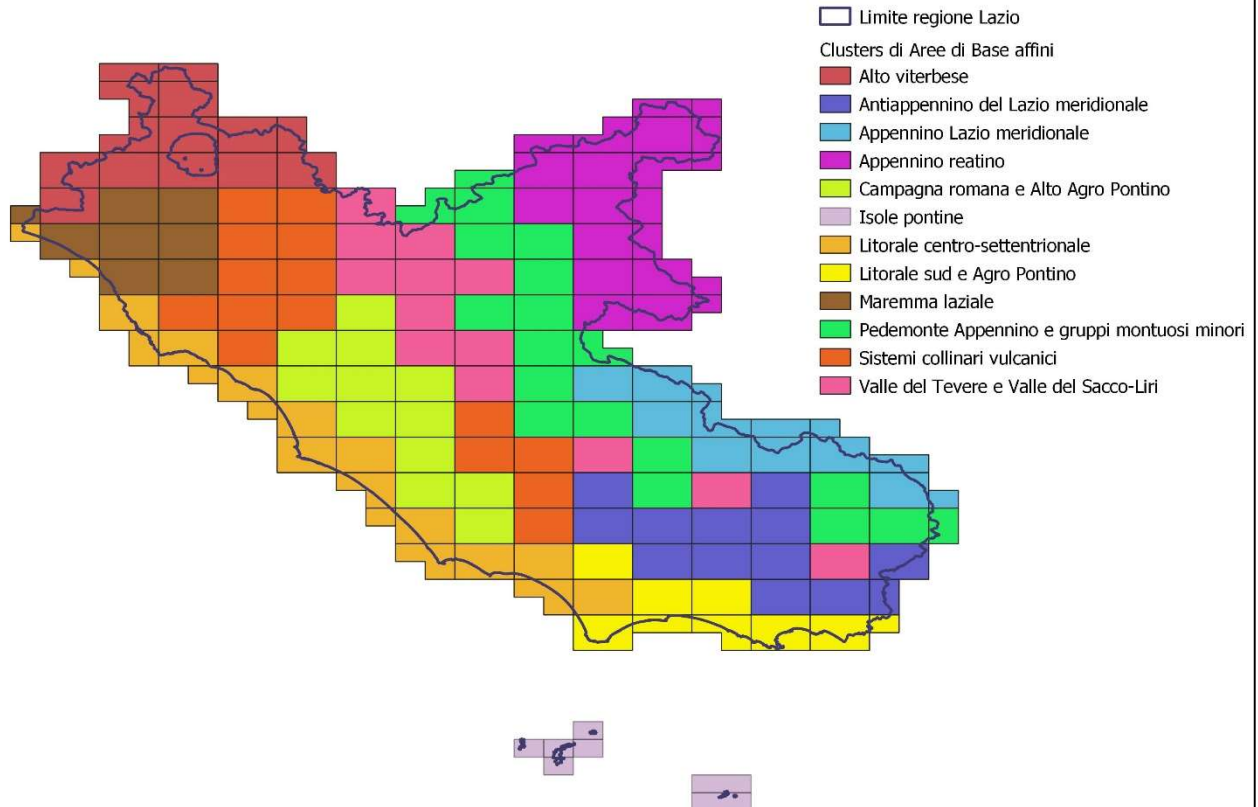 Limite regione Lazio
Clusters di Aree di Base affini
Alto viterbese
Antiappennino del Lazio meridionale
Appennino Lazio meridionale
Appennino reatino
Campagna romana e Alto Agro Pontino
Isole pontine
Litorale centro-settentrionale
Litorale sud e Agro Pontino
Maremma laziale
Pedemonte Appennino e gruppi montuosi minori
Sistemi collinari vulcanici
Valle del Tevere e Valle del Sacco-Liri